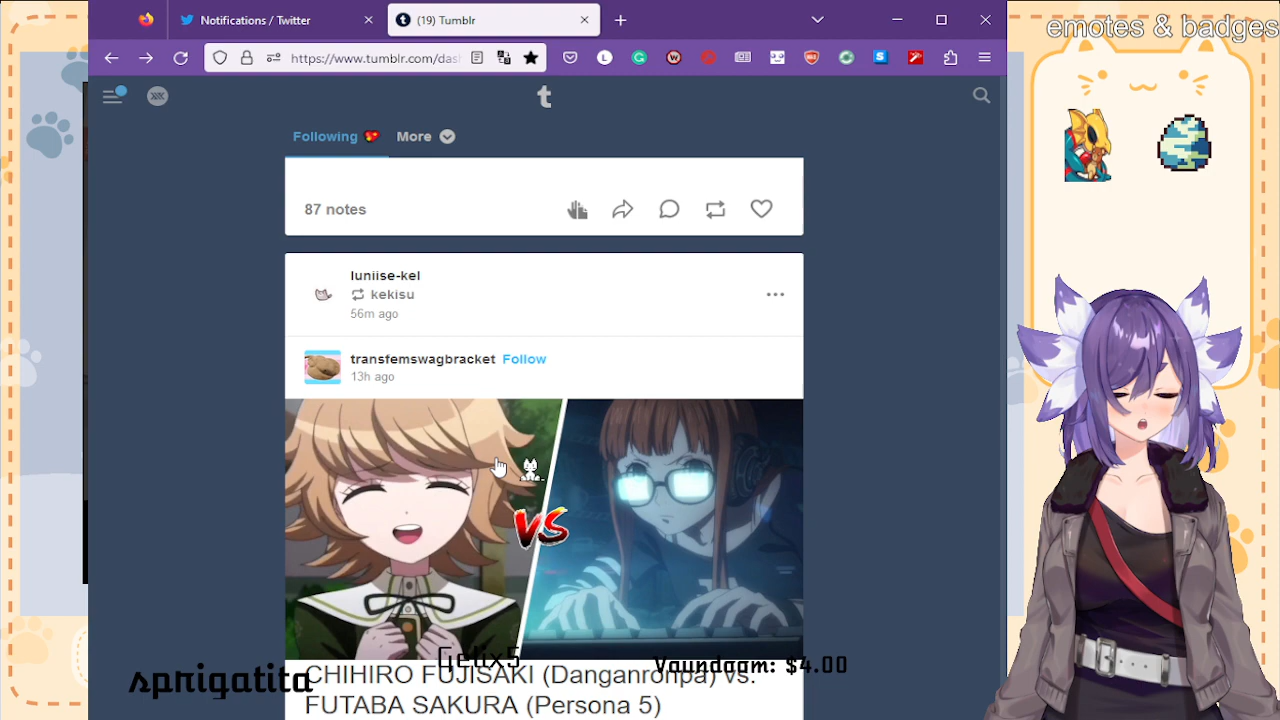 Notifications / Twitter
(19) Tumblr
emotes & badges
https://www.tumblr.com/das
Following
More
87 notes
luniise-kel
kekisu
56m ago
transfemswagbracket Follow
13h ago
VS
CHIHIRO FUJISAKI (Danganronpa) vs.
FUTABA SAKURA (Persona 5)
sprigatita
Gelix5
Vaundoom: $4.00